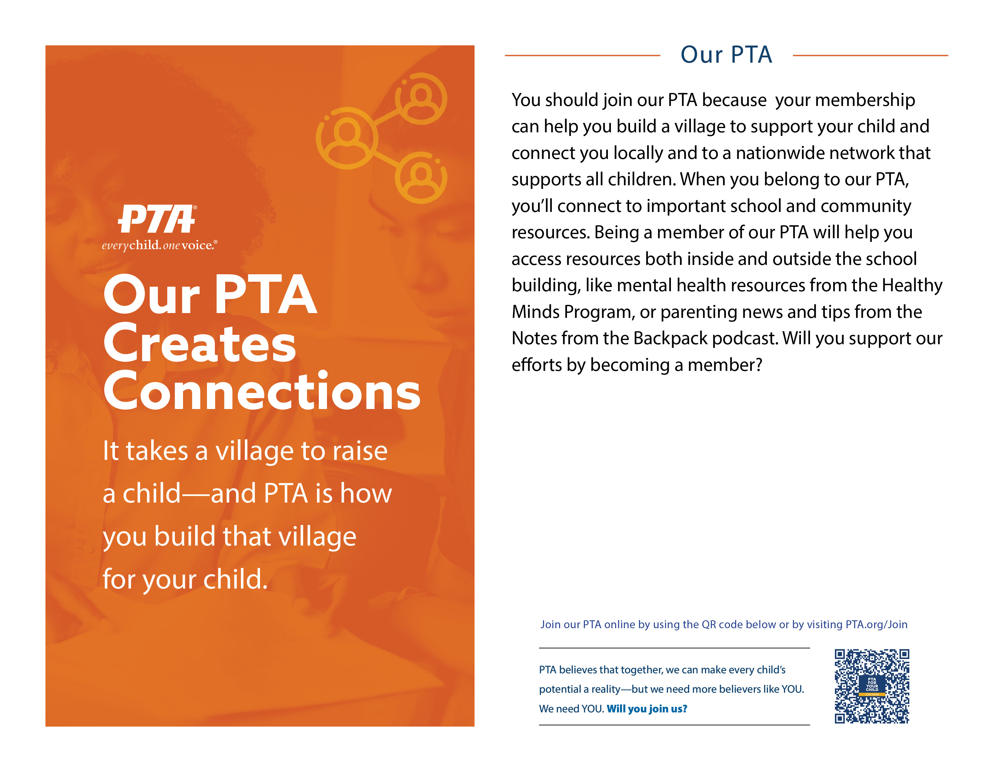 PTA®
everychild.onevoice.®
Our PTA
Creates
Connections
It takes a village to raise
a child—and PTA is how
you build that village
for your child.
Our PTA
You should join our PTA because  your membership
can help you build a village to support your child and
connect you locally and to a nationwide network that
supports all children. When you belong to our PTA,
you’ll connect to important school and community
resources. Being a member of our PTA will help you
access resources both inside and outside the school
building, like mental health resources from the Healthy
Minds Program, or parenting news and tips from the
Notes from the Backpack podcast. Will you support our
efforts by becoming a member?
Join our PTA online by using the QR code below or by visiting PTA.org/Join
PTA believes that together, we can make every child’s
potential a reality—but we need more believers like YOU.
We need YOU. Will you join us?
PTA
FOR
YOUR
CHILD
JOIN NOW